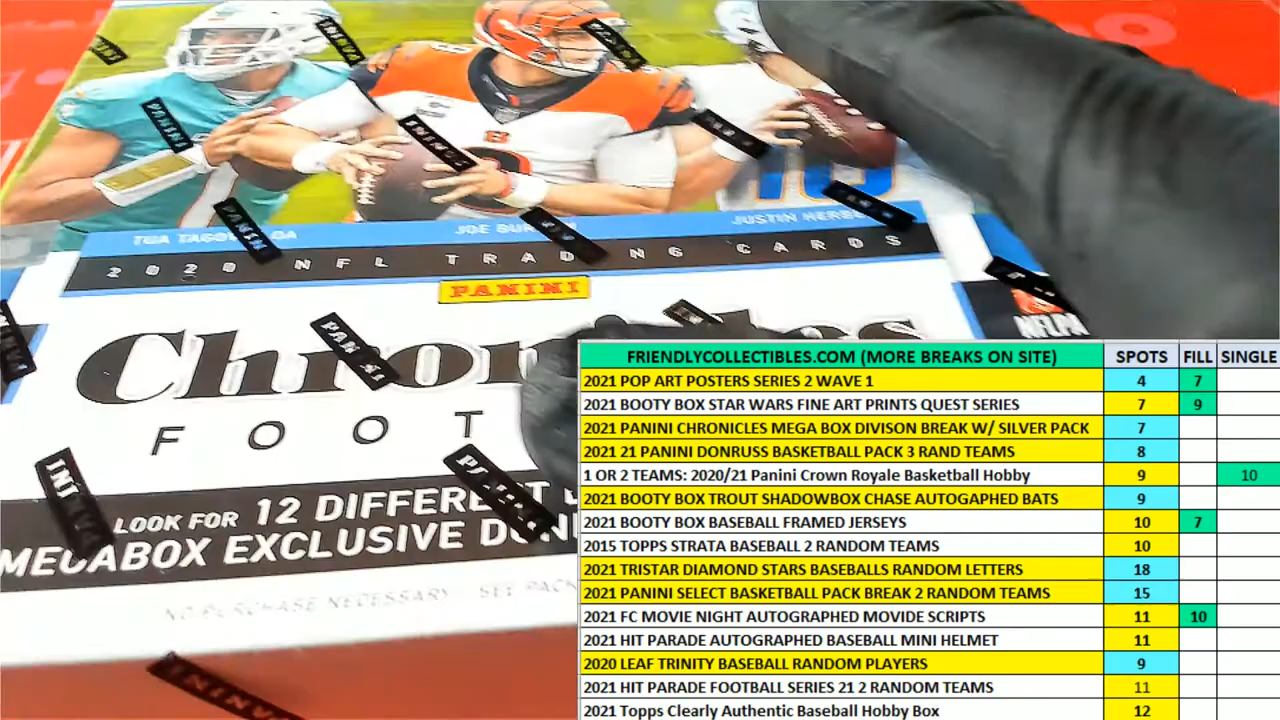 PANINI
PANINI
JOE BUR
JUSTIN HERB
2020 NFL TRADING CARDS
PANINI
PANINI
FOOT
LOOK FOR 12 DIFFERENT
MEGABOX EXCLUSIVE
NO PURCHASE NECESSARY SEE PACK
NFLPA
FRIENDLYCOLLECTIBLES.COM (MORE BREAKS ON SITE) SPOTS FILL SINGLE
2021 POP ART POSTERS SERIES 2 WAVE 1 4 7
2021 BOOTY BOX STAR WARS FINE ART PRINTS QUEST SERIES 7 9
2021 PANINI CHRONICLES MEGA BOX DIVISON BREAK W/ SILVER PACK 7
2021 21 PANINI DONRUSS BASKETBALL PACK 3 RAND TEAMS 8
1 OR 2 TEAMS: 2020/21 Panini Crown Royale Basketball Hobby 9 10
2021 BOOTY BOX TROUT SHADOWBOX CHASE AUTOGAPHED BATS 9
2021 BOOTY BOX BASEBALL FRAMED JERSEYS 10 7
2015 TOPPS STRATA BASEBALL 2 RANDOM TEAMS 10
2021 TRISTAR DIAMOND STARS BASEBALLS RANDOM LETTERS 18
2021 PANINI SELECT BASKETBALL PACK BREAK 2 RANDOM TEAMS 15
2021 FC MOVIE NIGHT AUTOGRAPHED MOVIDE SCRIPTS 11 10
2021 HIT PARADE AUTOGRAPHED BASEBALL MINI HELMET 11
2020 LEAF TRINITY BASEBALL RANDOM PLAYERS 9
2021 HIT PARADE FOOTBALL SERIES 21 2 RANDOM TEAMS 11
2021 Topps Clearly Authentic Baseball Hobby Box 12